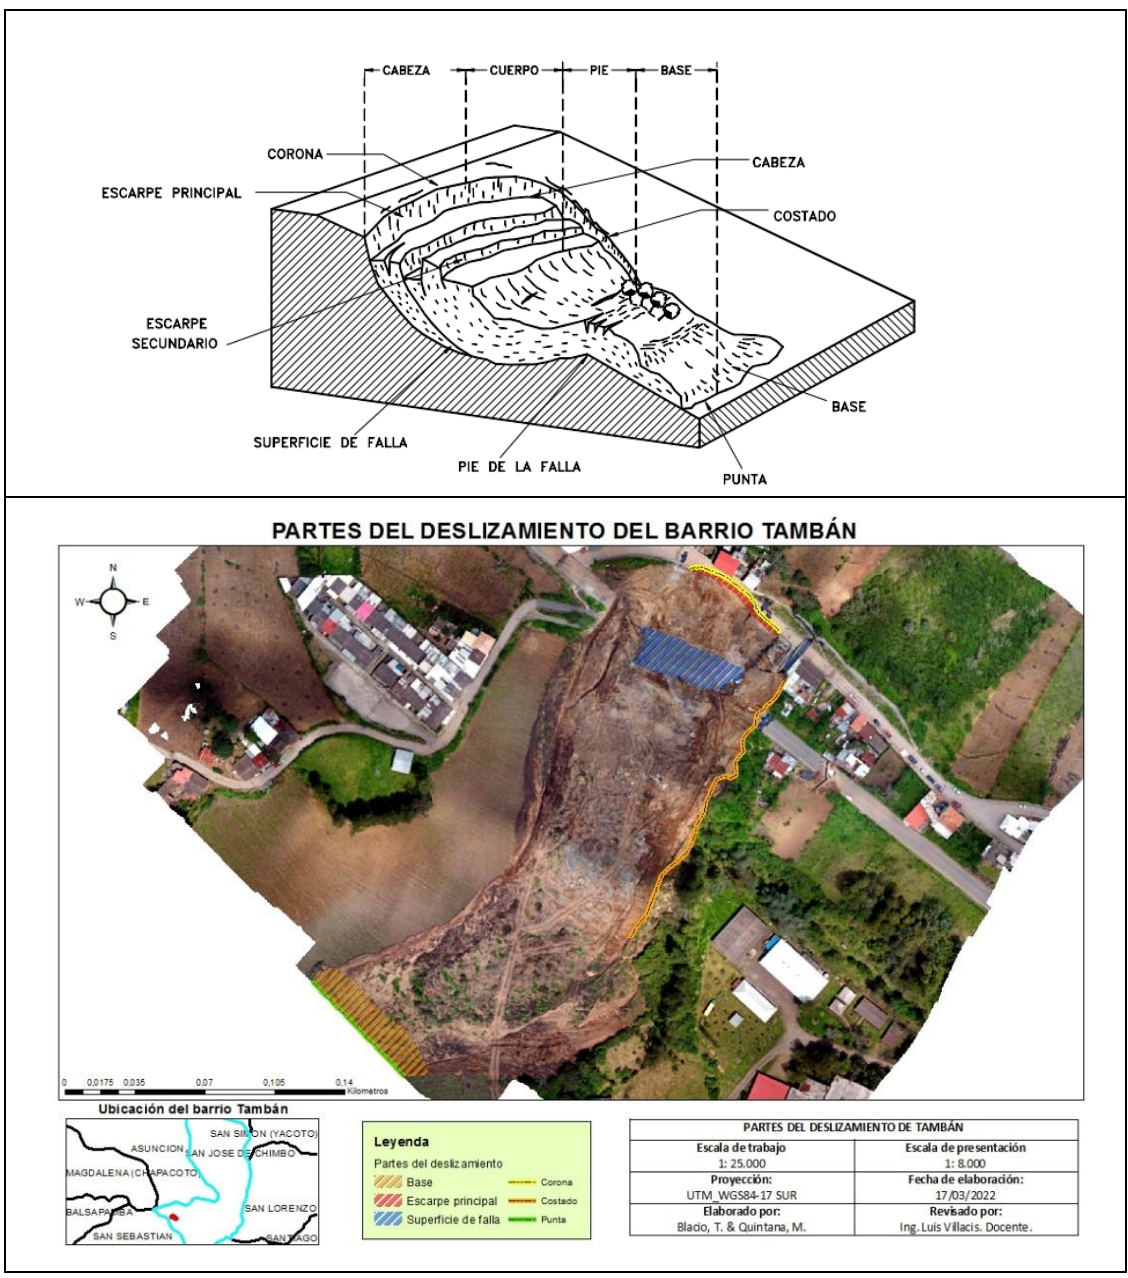 CABEZA CUERPO PIE BASE
CORONA
CABEZA
ESCARPE PRINCIPAL
COSTADO
ESCARPE
SECUNDARIO
BASE
SUPERFICIE DE FALLA
PIE DE LA FALLA
PUNTA
PARTES DEL DESLIZAMIENTO DEL BARRIO TAMBÁN
N
W E
S
0 0,0175 0,035 0,07 0,105 0,14
Kilometros
Ubicación del barrio Tambán
SAN SIMON (YACOTO)
ASUNCION
SAN JOSE DE CHIMBO
MAGDALENA (CHAPACOTO)
BALSAPAMBA
SAN LORENZO
SAN SEBASTIAN
SANTIAGO
Leyenda
Partes del deslizamiento
Base
Corona
Escarpe principal
Costado
Superficie de falla
Punta
PARTES DEL DESLIZAMIENTO DE TAMBÁN
Escala de trabajo
1: 25.000
Escala de presentación
1: 8.000
Proyección:
UTM_WGS84-17 SUR
Fecha de elaboración:
17/03/2022
Elaborado por:
Blacio, T. & Quintana, M.
Revisado por:
Ing. Luis Villacis. Docente.